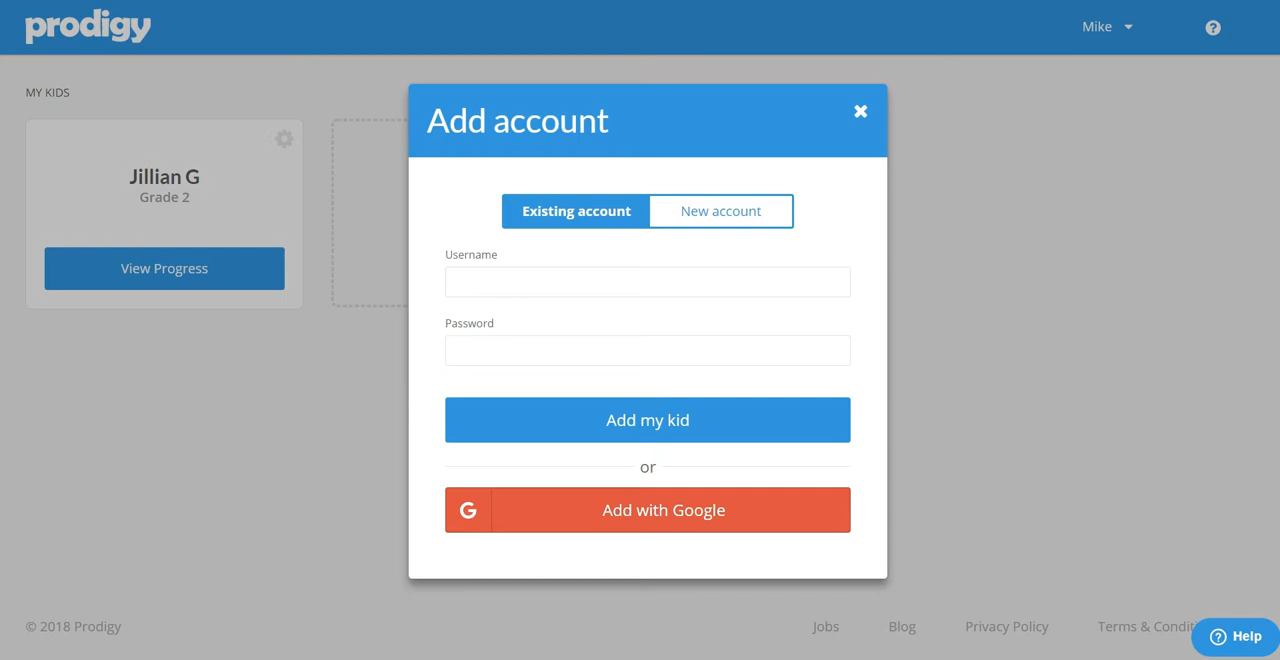 prodigy
Mike
MY KIDS
Add account
Jillian G
Grade 2
View Progress
Existing account
New account
Username
Password
Add my kid
or
G
Add with Google
© 2018 Prodigy
Jobs
Blog
Privacy Policy
Terms &
Help